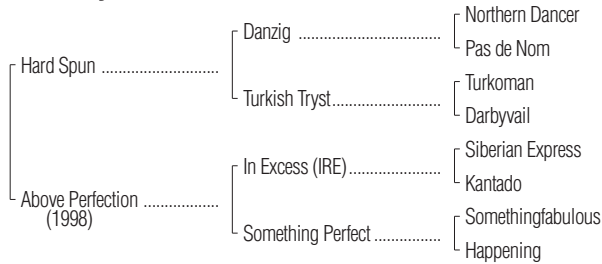 Northern Dancer
Danzig ..............................
Pas de Nom
Hard Spun .........................
Turkoman
Turkish Tryst.......................
Darbyvail
Siberian Express
In Excess (IRE)...................
Kantado
Above Perfection ................
(1998)
Somethingfabulous
Something Perfect..............
Happening